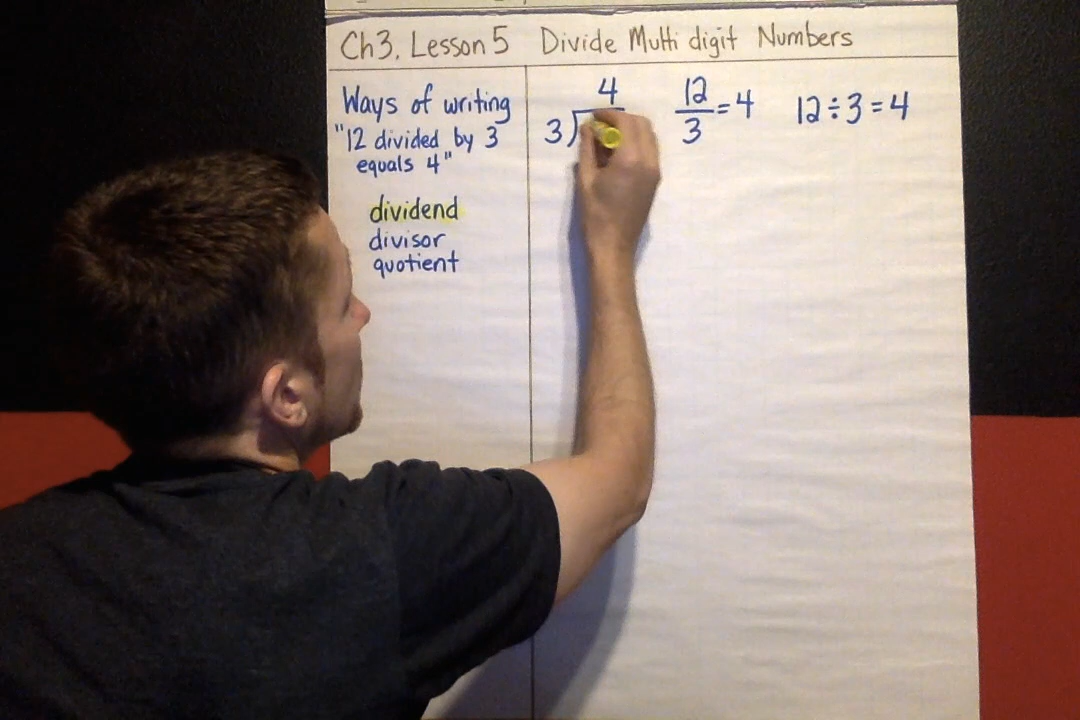 Ch3, Lesson 5 Divide Multi digit Numbers
Ways of writing
"12 divided by 3
equals 4"
dividend
divisor
quotient
4
3)
12
3
=4
12÷3=4